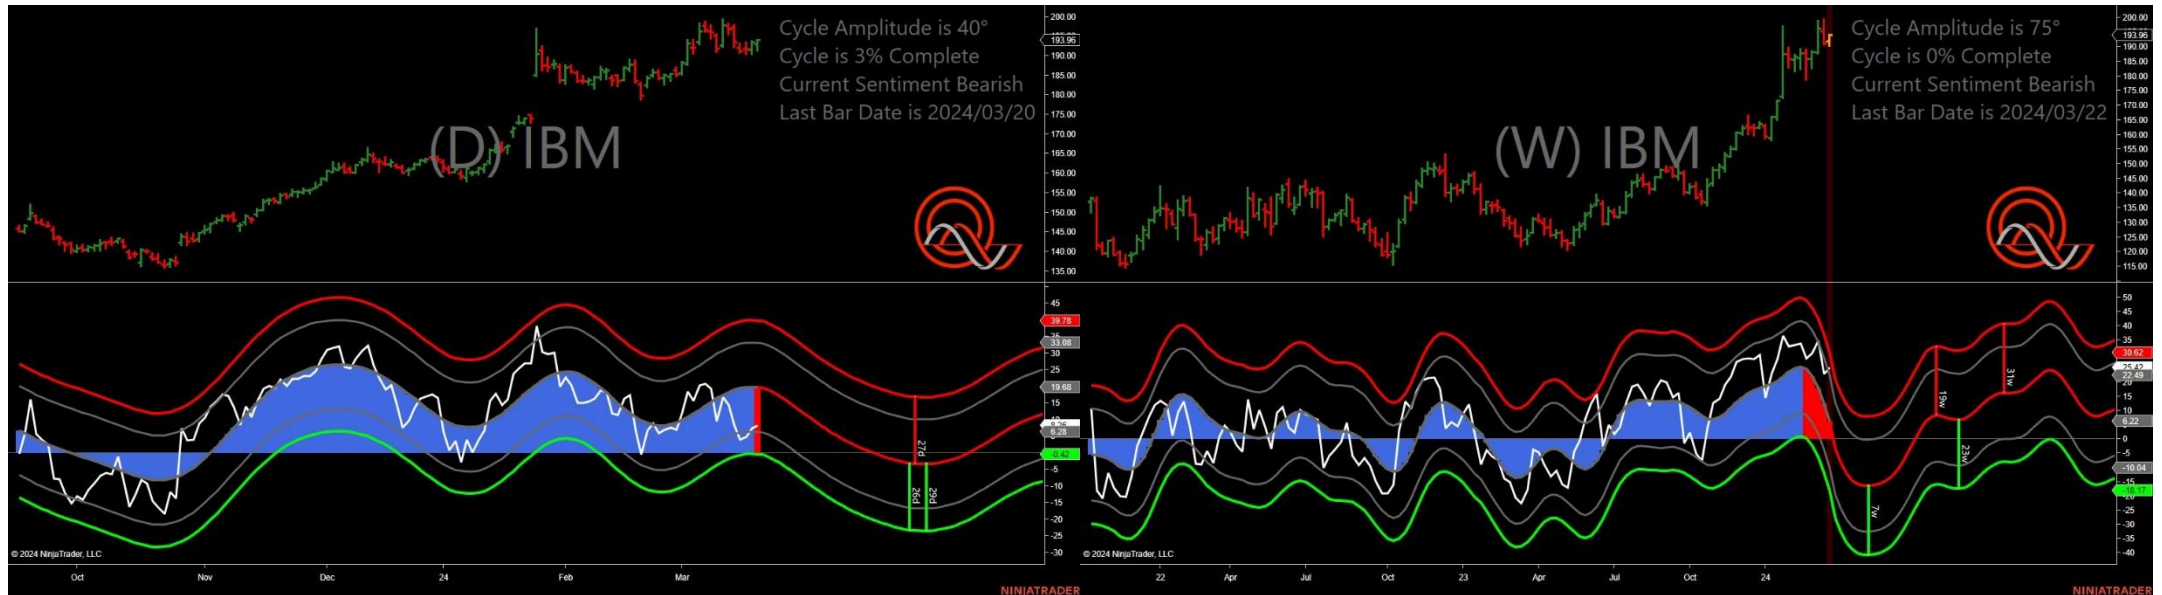 Cycle Amplitude is 40°
Cycle is 3% Complete
Current Sentiment Bearish
Last Bar Date is 2024/03/20
(D) IBM
200.00
193.96
190.00
185.00
180.00
175.00
170.00
165.00
160.00
155.00
150.00
145.00
140.00
135.00
45
39.78
35
33.08
30
25
19.68
15
10
8.26
6.28
-0.42
-5
-10
-15
-20
-25
-30
27d
26d
29d
© 2024 NinjaTrader, LLC
Oct
Nov
Dec
24
Feb
Mar
NINJATRADER
Cycle Amplitude is 75°
Cycle is 0% Complete
Current Sentiment Bearish
Last Bar Date is 2024/03/22
(W) IBM
200.00
193.96
190.00
185.00
180.00
175.00
170.00
165.00
160.00
155.00
150.00
145.00
140.00
135.00
130.00
125.00
120.00
115.00
50
45
40
35
30.62
25.42
22.49
20
15
10
6.22
0
-5
-10.04
-18.17
-25
-30
-35
-40
19w
31w
23w
7w
© 2024 NinjaTrader, LLC
22
Apr
Jul
Oct
23
Apr
Jul
Oct
24
NINJATRADER